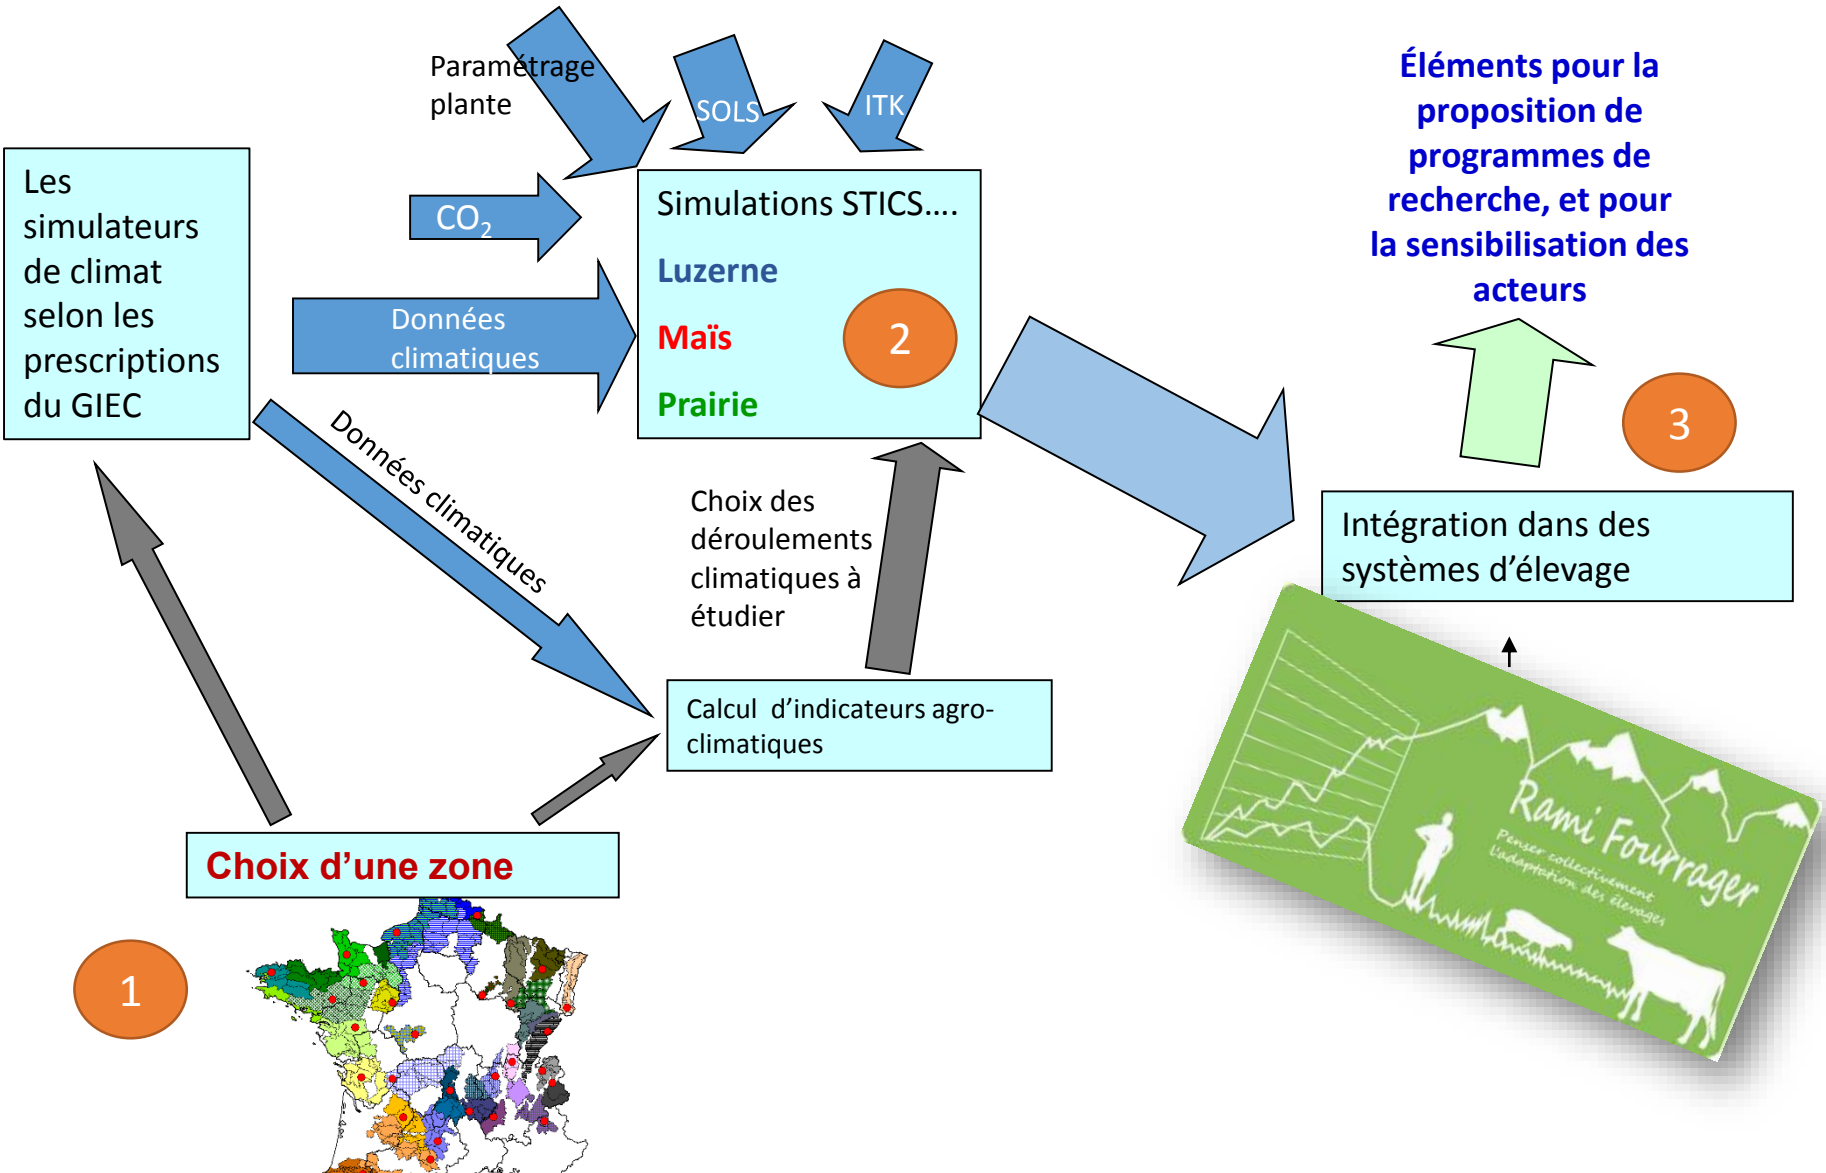 Paramétrage
plante
SOLS
ITK
Éléments pour la
proposition de
programmes de
recherche, et pour
la sensibilisation des
acteurs
Les
simulateurs
de climat
selon les
prescriptions
du GIEC
CO2
Simulations STICS….
Luzerne
Maïs
Prairie
2
Données
climatiques
3
Données climatiques
Choix des
déroulements
climatiques à
étudier
Intégration dans des
systèmes d’élevage
Calcul  d’indicateurs agro-
climatiques
Rami Fourrager
Penser collectivement
l'adaptation des élevages
Choix d’une zone
1